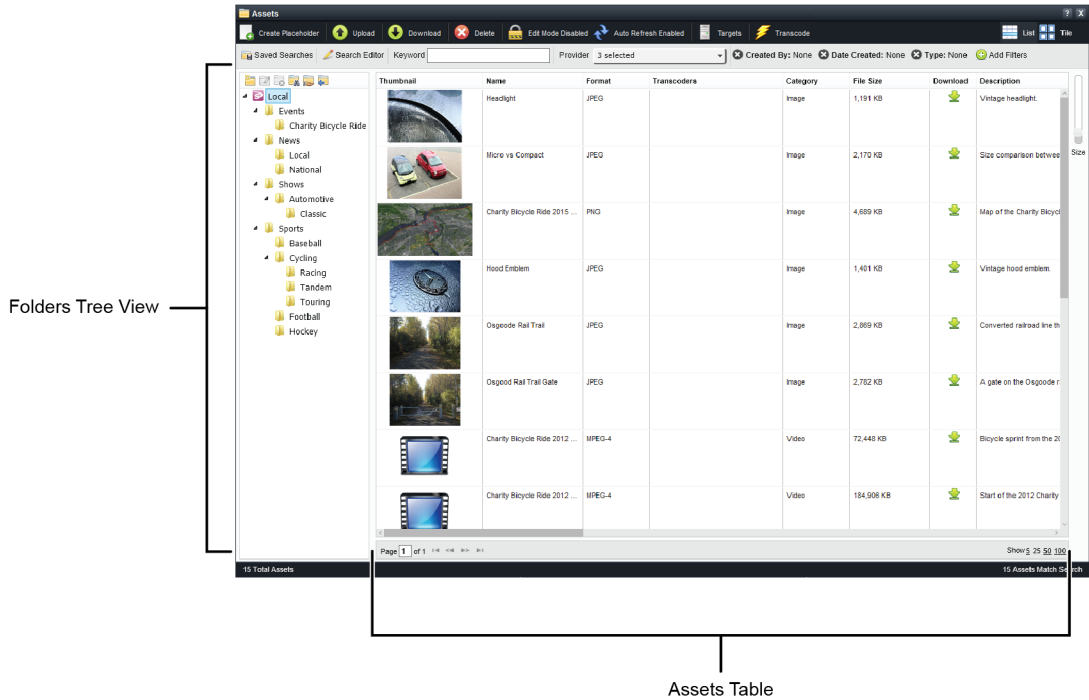 Assets ? X
Create Placeholder Upload Download Delete Edit Mode Disabled Auto Refresh Enabled Targets Transcode List Tile
Saved Searches Search Editor Keyword Provider 3 selected Created By: None Date Created: None Type: None Add Filters
Thumbnail Name Format Transcoders Category File Size Download Description
Local
Events
Charity Bicycle Ride
News
Local
National
Shows
Automotive
Classic
Sports
Baseball
Cycling
Racing
Tandem
Touring
Football
Hockey
Headlight JPEG Image 1,191 KB Vintage headlight.
Micro vs Compact JPEG Image 2,170 KB Size comparison betwee
Size
Charity Bicycle Ride 2015 ... PNG Image 4,689 KB Map of the Charity Bicycl
Hood Emblem JPEG Image 1,401 KB Vintage hood emblem.
Osgoode Rail Trail JPEG Image 2,869 KB Converted railroad line th
Osgood Rail Trail Gate JPEG Image 2,782 KB A gate on the Osgoode r
Charity Bicycle Ride 2012 ... MPEG-4 Video 72,448 KB Bicycle sprint from the 20
Charity Bicycle Ride 2012 ... MPEG-4 Video 184,906 KB Start of the 2012 Charity
Page 1 of 1 Show 5 25 50 100
15 Total Assets 15 Assets Match Search
Folders Tree View
Assets Table